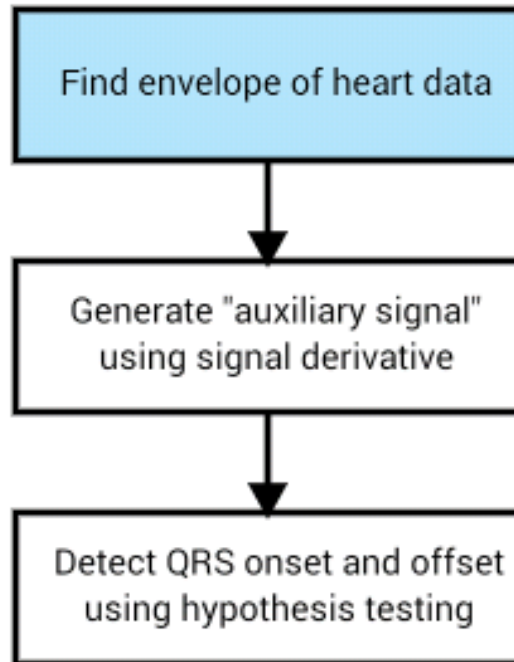 Find envelope of heart data
Generate "auxiliary signal"
using signal derivative
Detect QRS onset and offset
using hypothesis testing